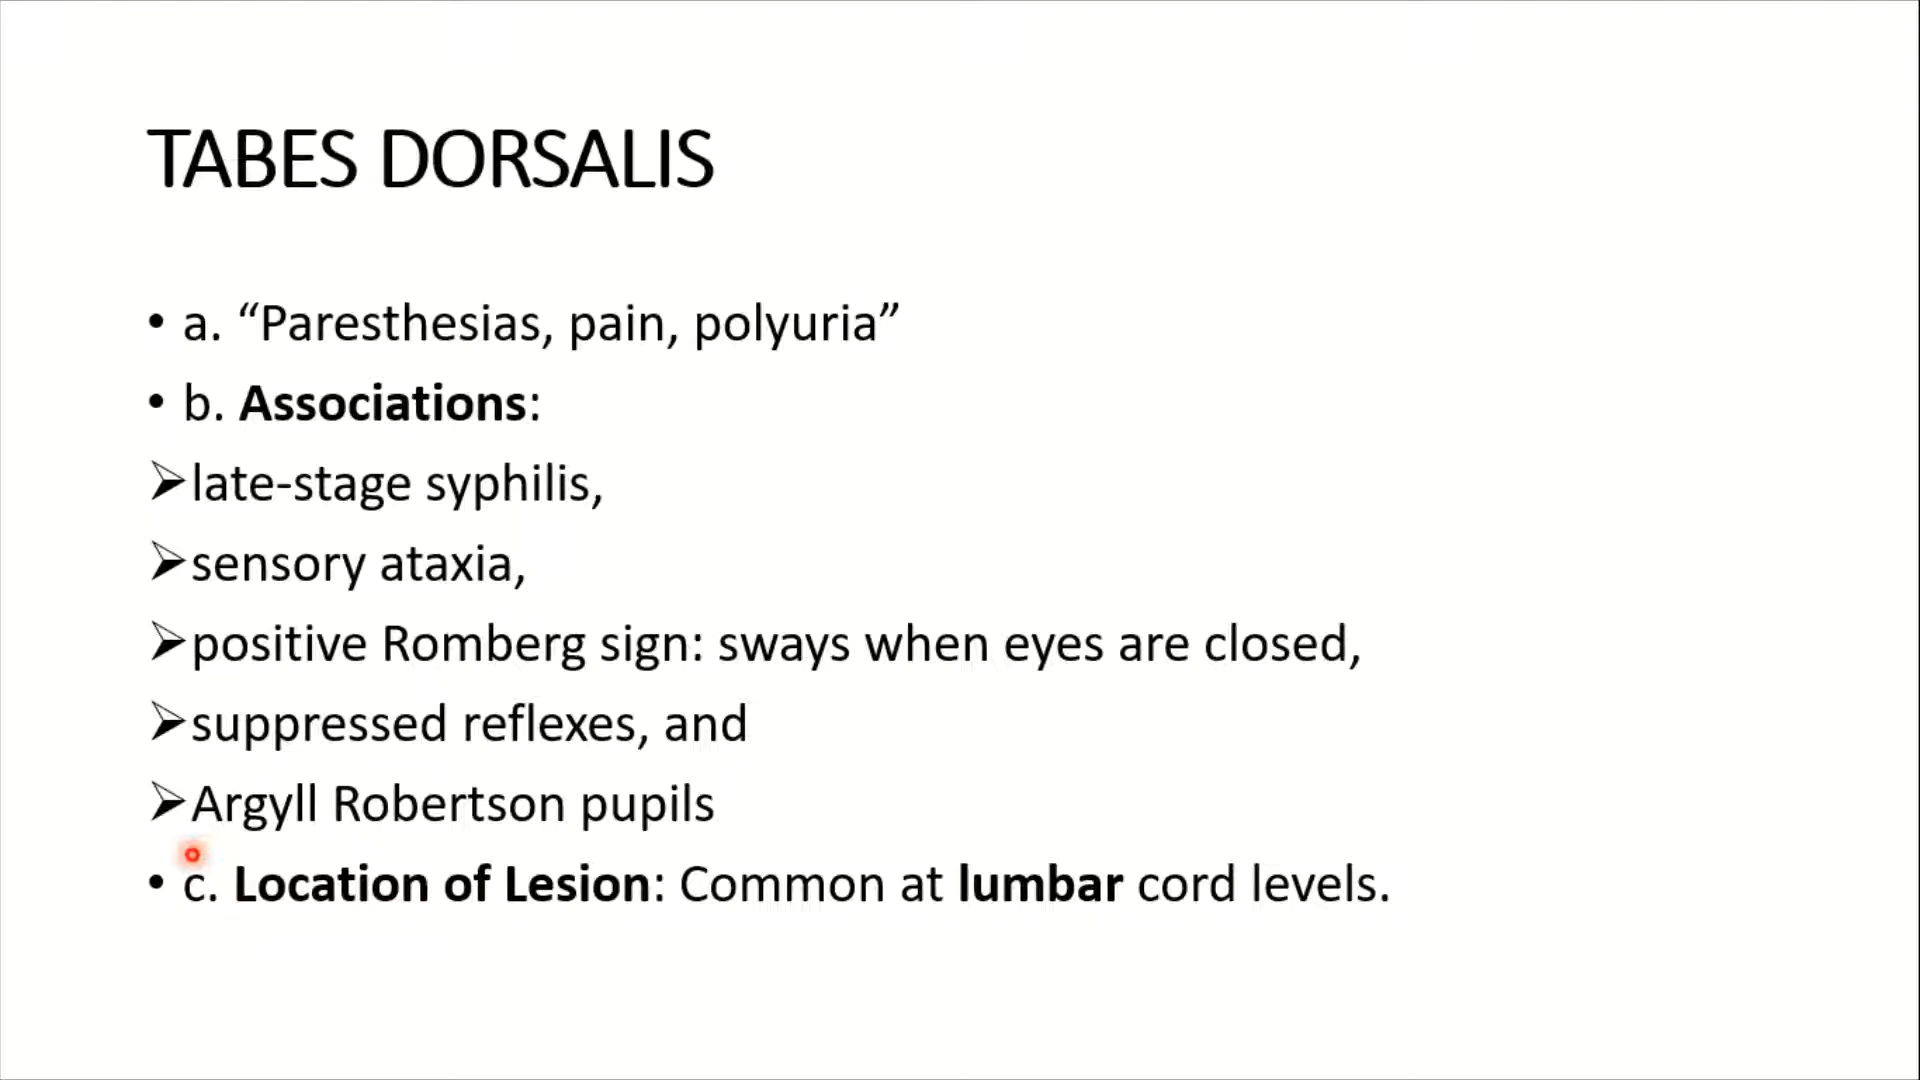 TABES DORSALIS
• a. “Paresthesias, pain, polyuria”
• b. Associations:
➢late-stage syphilis,
➢sensory ataxia,
➢positive Romberg sign: sways when eyes are closed,
➢suppressed reflexes, and
➢Argyll Robertson pupils
• c. Location of Lesion: Common at lumbar cord levels.